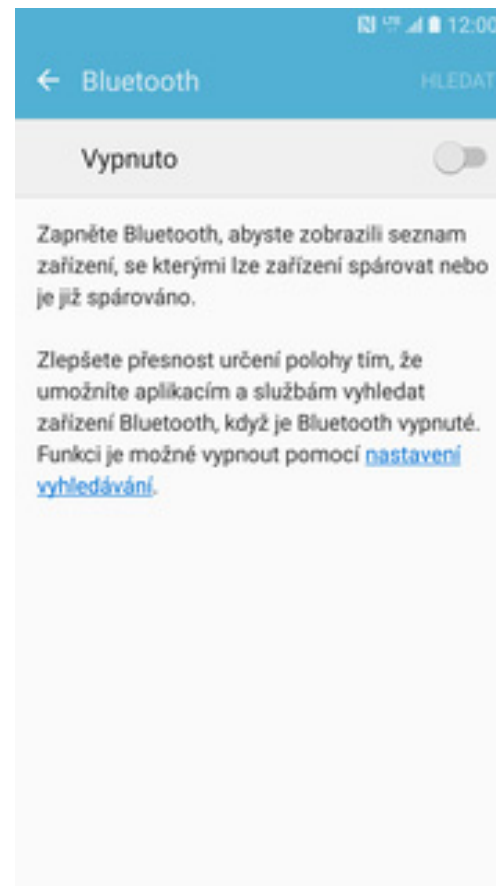 LTE 12:00
Bluetooth HLEDAT
Vypnuto
Zapněte Bluetooth, abyste zobrazili seznam
zařízení, se kterými lze zařízení spárovat nebo
je již spárováno.
Zlepšete přesnost určení polohy tím, že
umožníte aplikacím a službám vyhledat
zařízení Bluetooth, když je Bluetooth vypnuté.
Funkci je možné vypnout pomocí nastavení
vyhledávání.